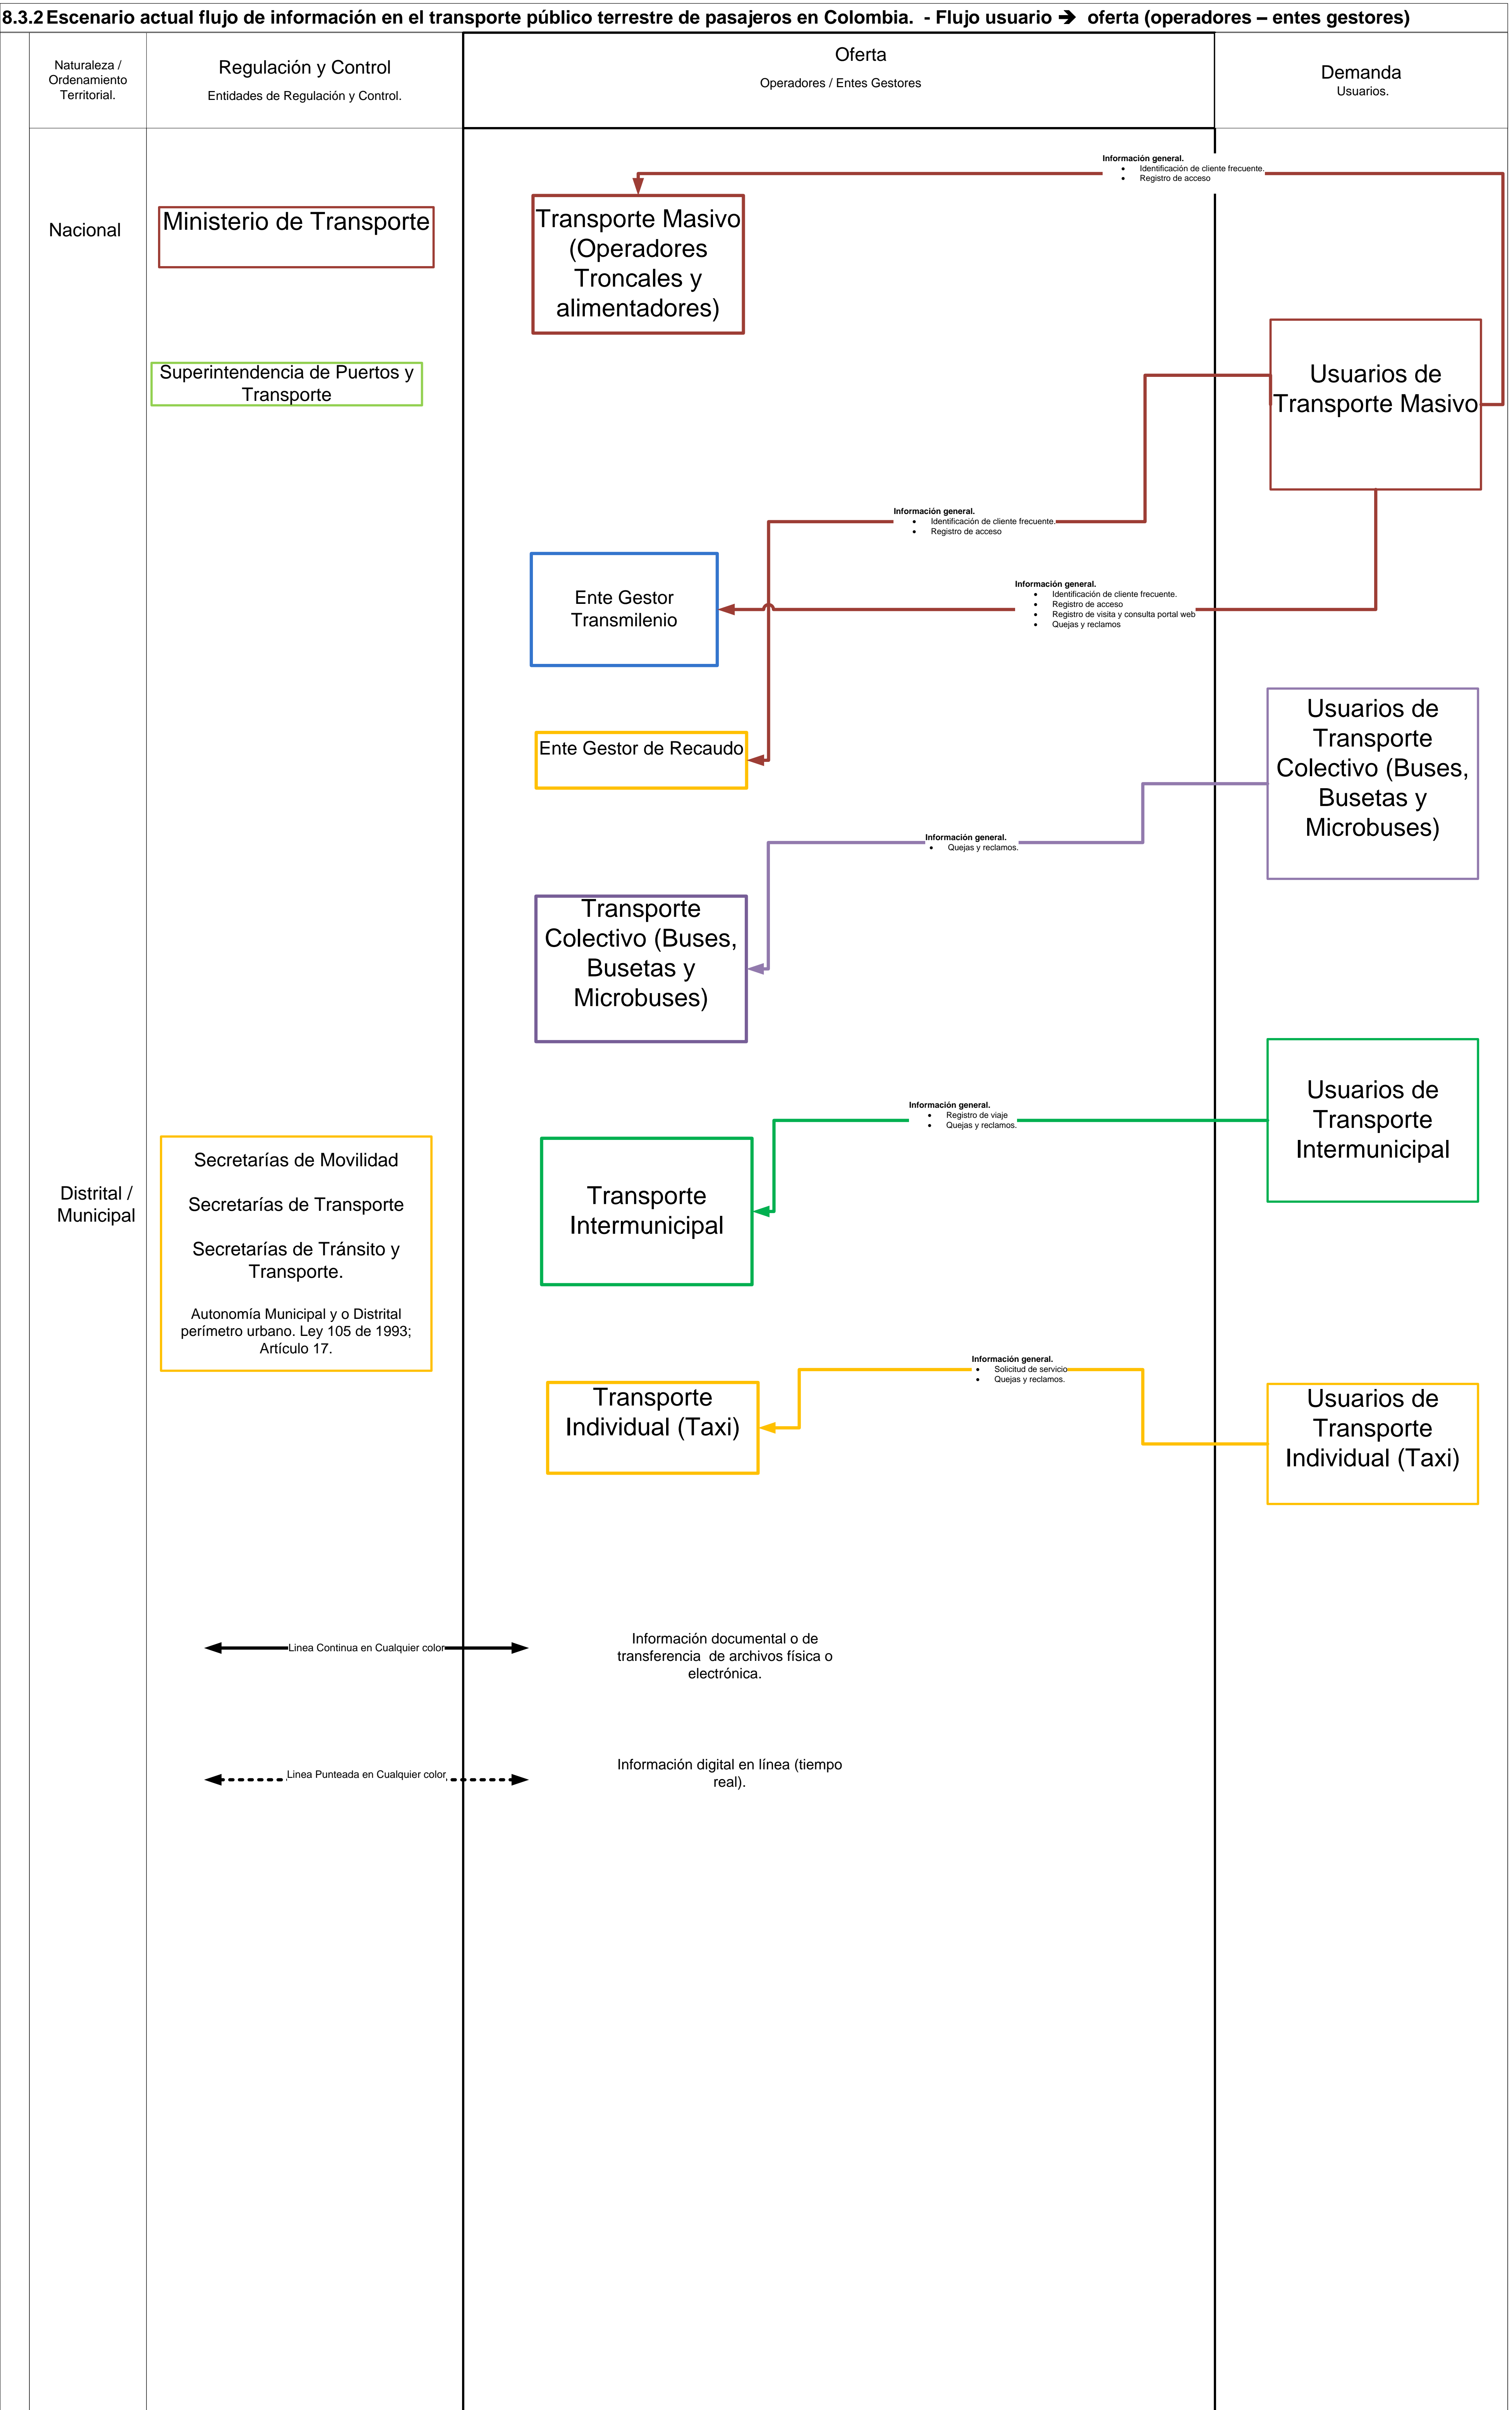 8.3.2 Escenario actual flujo de información en el transporte público terrestre de pasajeros en Colombia. - Flujo usuario ➔ oferta (operadores – entes gestores)
Naturaleza /
Ordenamiento
Territorial.
Regulación y Control
Entidades de Regulación y Control.
Oferta
Operadores / Entes Gestores
Demanda
Usuarios.
Información general.
• Identificación de cliente frecuente.
• Registro de acceso
Nacional
Ministerio de Transporte
Transporte Masivo
(Operadores
Troncales y
alimentadores)
Superintendencia de Puertos y
Transporte
Usuarios de
Transporte Masivo
Información general.
• Identificación de cliente frecuente.
• Registro de acceso
Ente Gestor
Transmilenio
Información general.
• Identificación de cliente frecuente.
• Registro de acceso
• Registro de visita y consulta portal web
• Quejas y reclamos
Ente Gestor de Recaudo
Usuarios de
Transporte
Colectivo (Buses,
Busetas y
Microbuses)
Información general.
• Quejas y reclamos.
Transporte
Colectivo (Buses,
Busetas y
Microbuses)
Usuarios de
Transporte
Intermunicipal
Información general.
• Registro de viaje
• Quejas y reclamos.
Distrital /
Municipal
Secretarías de Movilidad
Secretarías de Transporte
Secretarías de Tránsito y
Transporte.
Autonomía Municipal y o Distrital
perímetro urbano. Ley 105 de 1993;
Artículo 17.
Transporte
Intermunicipal
Información general.
• Solicitud de servicio
• Quejas y reclamos.
Transporte
Individual (Taxi)
Usuarios de
Transporte
Individual (Taxi)
Linea Continua en Cualquier color
Información documental o de
transferencia de archivos física o
electrónica.
Linea Punteada en Cualquier color
Información digital en línea (tiempo
real).